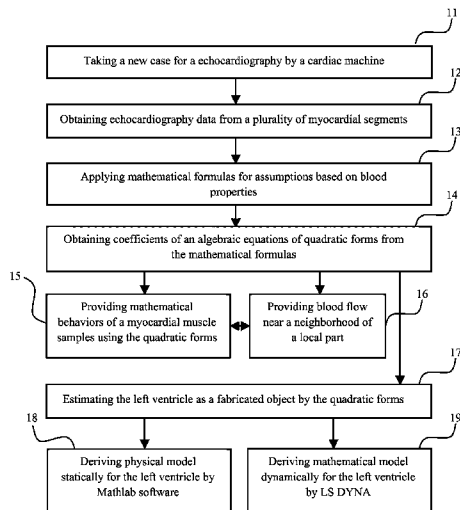 11
Taking a new case for a echocardiography by a cardiac machine
12
Obtaining echocardiography data from a plurality of myocardial segments
13
Applying mathematical formulas for assumptions based on blood
properties
14
Obtaining coefficients of an algebraic equations of quadratic forms from
the mathematical formulas
15
Providing mathematical
behaviors of a myocardial muscle
samples using the quadratic forms
Providing blood flow
near a neighborhood of
a local part
16
17
Estimating the left ventricle as a fabricated object by the quadratic forms
18
Deriving physical model
statically for the left ventricle by
Mathlab software
19
Deriving mathematical model
dynamically for the left ventricle
by LS DYNA